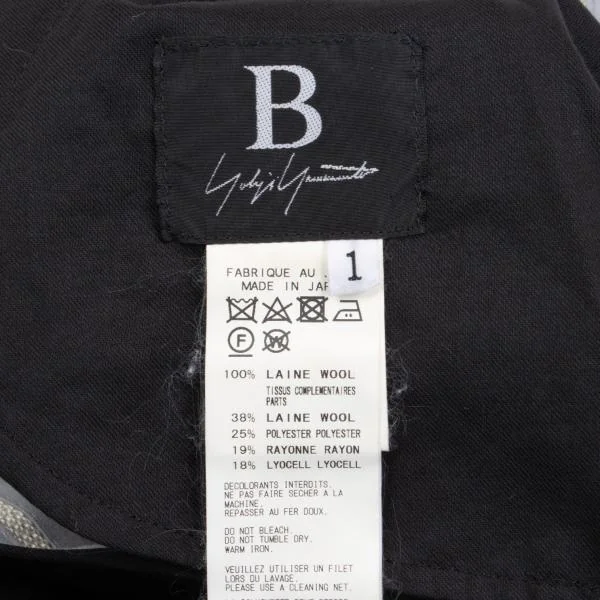 B
Yohji Yamamoto
1
FABRIQUE AU
MADE IN JAP
F
W
100% LAINE WOOL
TISSUS COMPLEMENTAIRES
PARTS
38% LAINE WOOL
25% POLYESTER POLYESTER
19% RAYONNE RAYON
18% LYOCELL LYOCELL
DECOLORANTS INTERDITS.
NE PAS FAIRE SECHER A LA
MACHINE.
REPASSER AU FER DOUX.
DO NOT BLEACH.
DO NOT TUMBLE DRY.
WARM IRON.
VEUILLEZ UTILISER UN FILET
LORS DU LAVAGE.
PLEASE USE A CLEANING NET.